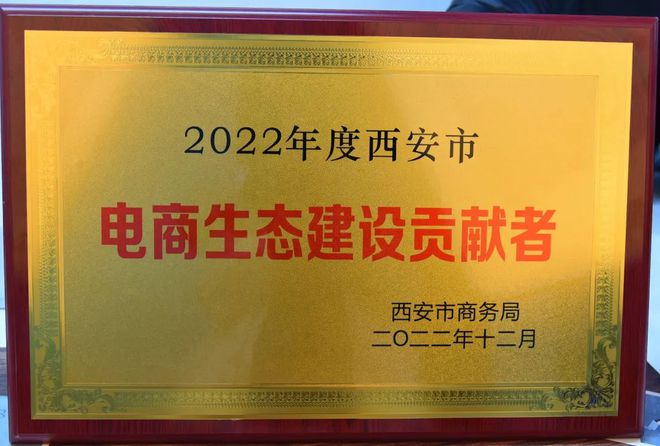 2022年度西安市
电商生态建设贡献者
西安市商务局
二〇二二年十二月